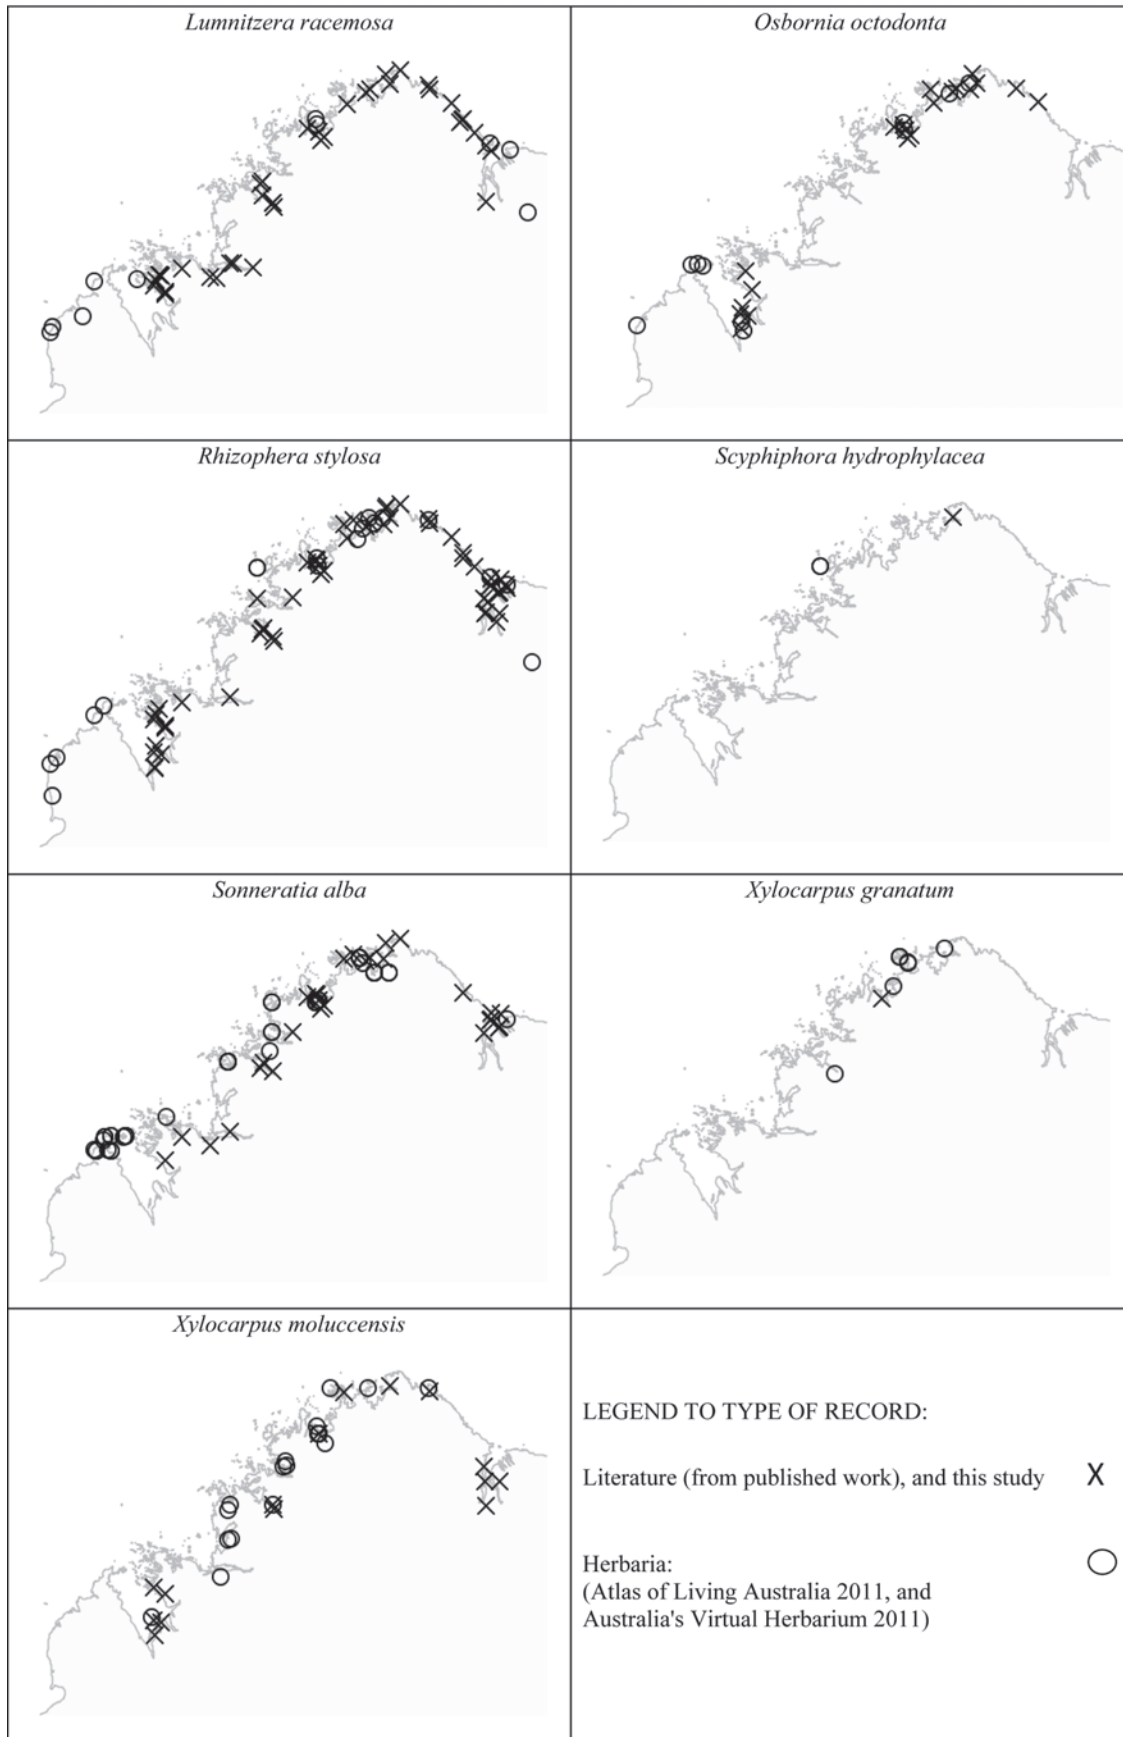 Lumnitzera racemosa
Osbornia octodonta
Rhizophera stylosa
Scyphiphora hydrophylacea
Sonneratia alba
Xylocarpus granatum
Xylocarpus moluccensis
LEGEND TO TYPE OF RECORD:
Literature (from published work), and this study X
Herbaria:
(Atlas of Living Australia 2011, and
Australia's Virtual Herbarium 2011)